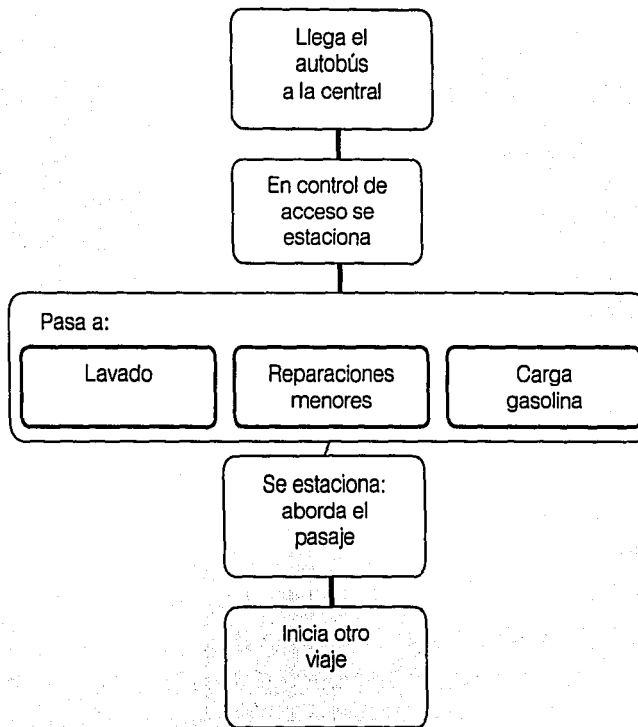 Llega el
autobús
a la central
En control de
acceso se
estaciona
Pasa a:
Lavado
Reparaciones
menores
Carga
gasolina
Se estaciona:
aborda el
pasaje
Inicia otro
viaje